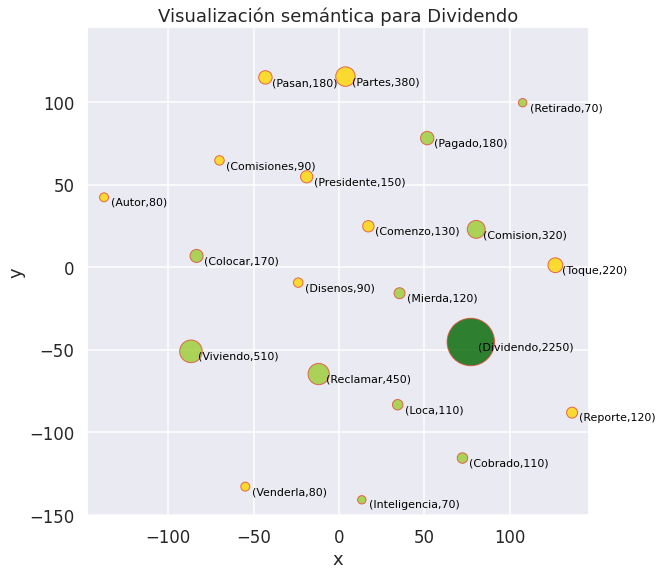 Visualización semántica para Dividendo
(Pasan,180)
(Partes,380)
(Retirado,70)
(Pagado,180)
(Comisiones,90)
(Presidente,150)
(Autor,80)
(Comenzo,130)
(Comision,320)
(Colocar,170)
(Toque,220)
(Disenos,90)
(Mierda,120)
(Dividendo,2250)
(Viviendo,510)
(Reclamar,450)
(Loca,110)
(Reporte,120)
(Cobrado,110)
(Venderla,80)
(Inteligencia,70)
100
50
0
−50
−100
−150
y
−100 −50 0 50 100
x